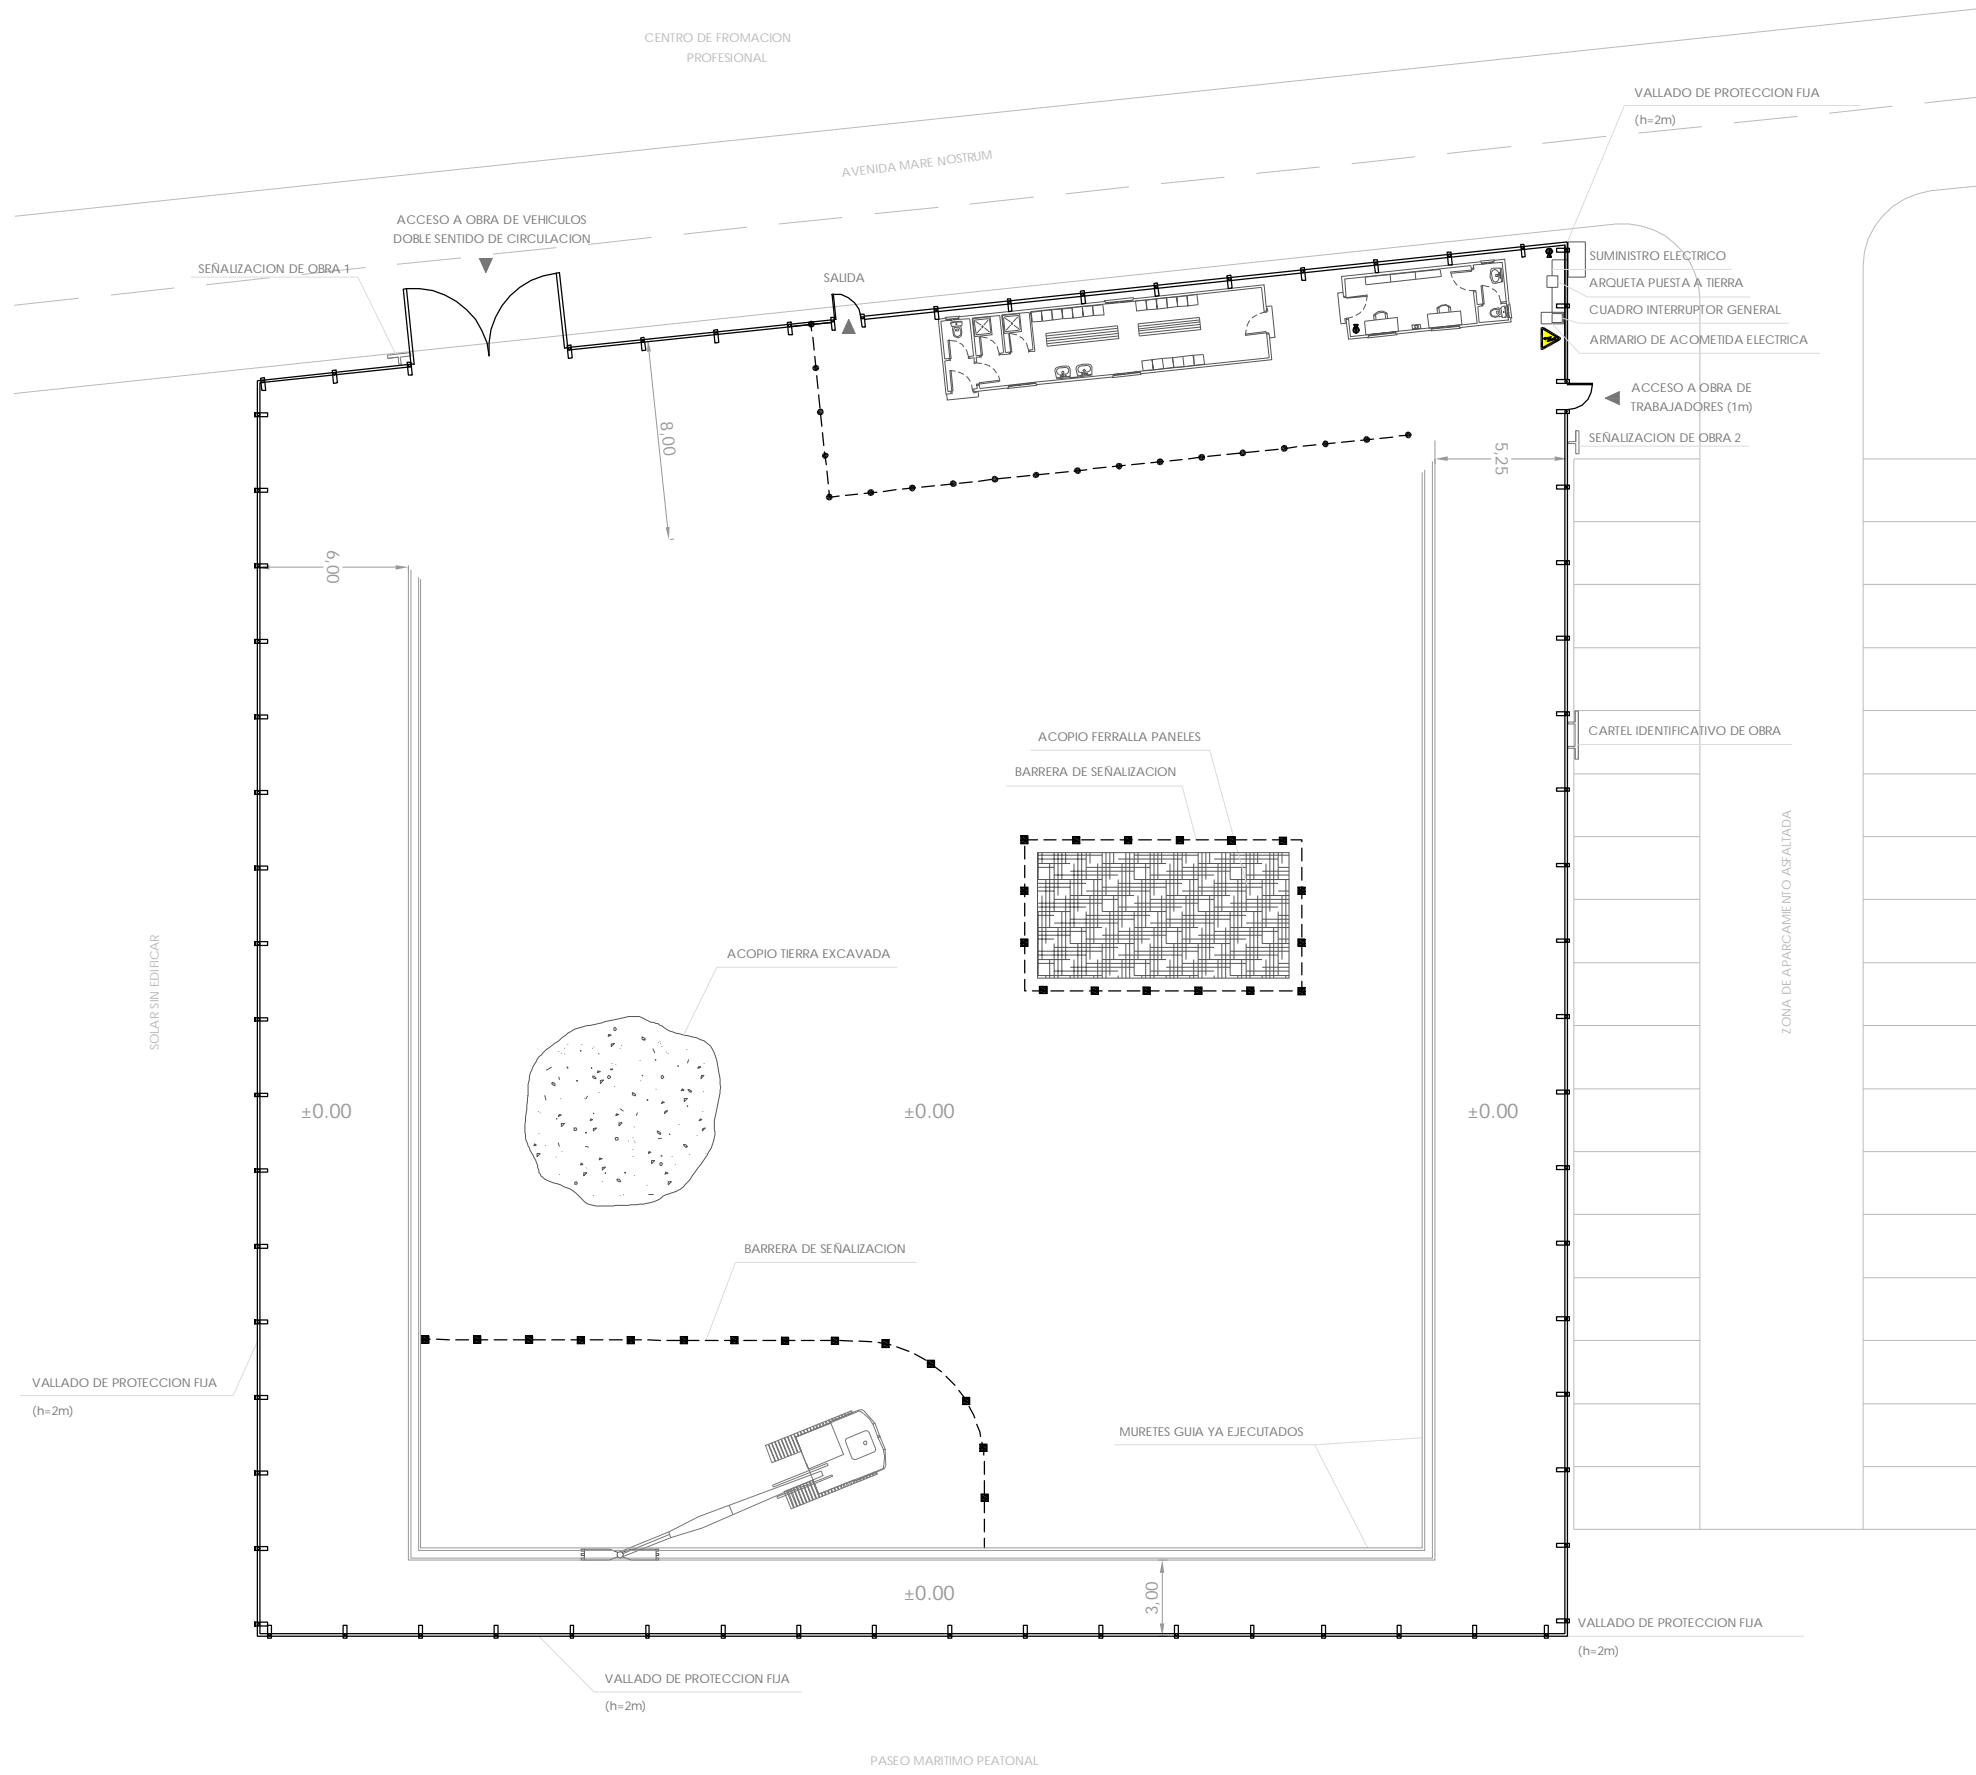 CENTRO DE FROMACION
PROFESIONAL
VALLADO DE PROTECCION FIJA
(h=2m)
AVENIDA MARE NOSTRUM
ACCESO A OBRA DE VEHICULOS
DOBLE SENTIDO DE CIRCULACION
SEÑALIZACION DE OBRA 1
SALIDA
SUMINISTRO ELECTRICO
ARQUETA PUESTA A TIERRA
CUADRO INTERRUPTOR GENERAL
ARMARIO DE ACOMETIDA ELECTRICA
ACCESO A OBRA DE
TRABAJADORES (1m)
SEÑALIZACION DE OBRA 2
8,00
5,25
6,00
ACOPIO FERRALLA PANELES
BARRERA DE SEÑALIZACION
CARTEL IDENTIFICATIVO DE OBRA
ZONA DE APARCAMIENTO ASFALTADA
SOLAR SIN EDIFICAR
ACOPIO TIERRA EXCAVADA
±0.00
±0.00
±0.00
BARRERA DE SEÑALIZACION
VALLADO DE PROTECCION FIJA
(h=2m)
MURETES GUIA YA EJECUTADOS
±0.00
3,00
VALLADO DE PROTECCION FIJA
(h=2m)
VALLADO DE PROTECCION FIJA
(h=2m)
PASEO MARITIMO PEATONAL